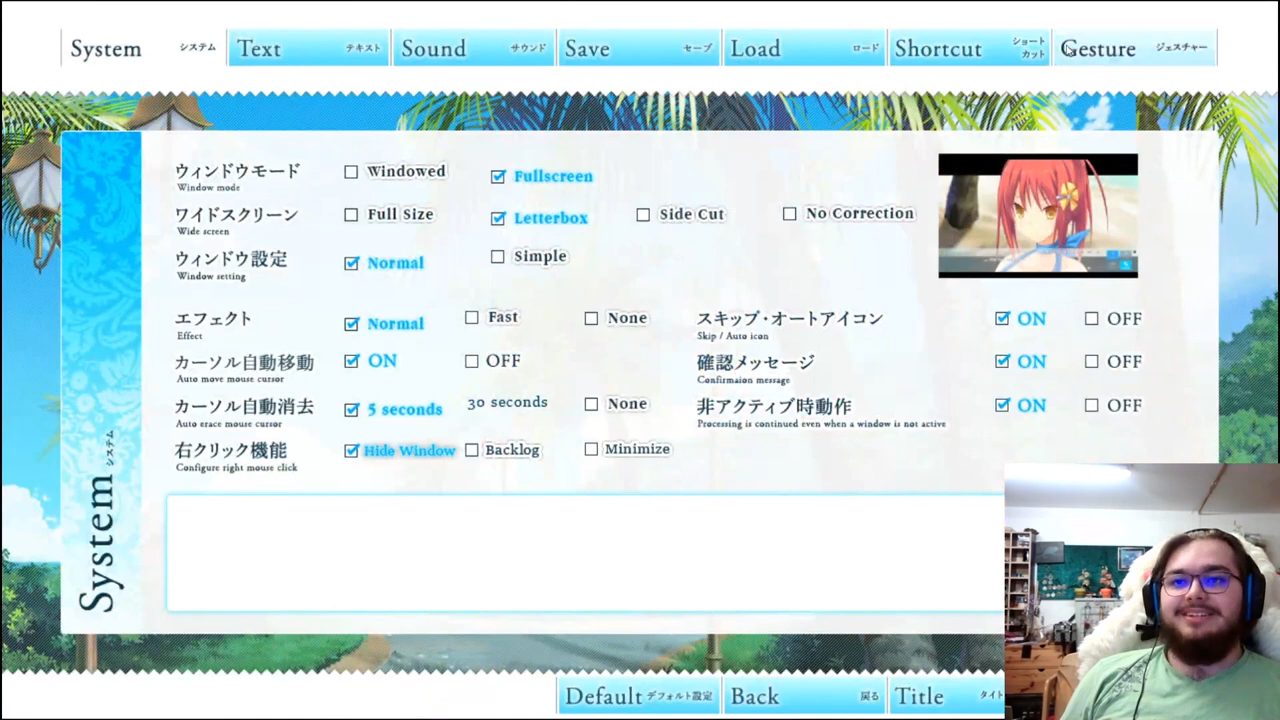 System システム Text テキスト Sound サウンド Save セーブ Load ロード Shortcut ショートカット Gesture ジェスチャー
ウィンドウモード Windowed Fullscreen
Window mode
ワイドスクリーン Full Size Letterbox Side Cut No Correction
Wide screen
ウィンドウ設定 Normal Simple
Window setting
エフェクト Normal Fast None スキップ・オートアイコン ON OFF
Effect Skip / Auto icon
カーソル自動移動 ON OFF 確認メッセージ ON OFF
Auto move mouse cursor Confirmaion message
カーソル自動消去 5 seconds 30 seconds None 非アクティブ時動作 ON OFF
Auto erace mouse cursor Processing is continued even when a window is not active
右クリック機能 Hide Window Backlog Minimize
Configure right mouse click
System システム
Default デフォルト設定 Back 戻る Title タイト